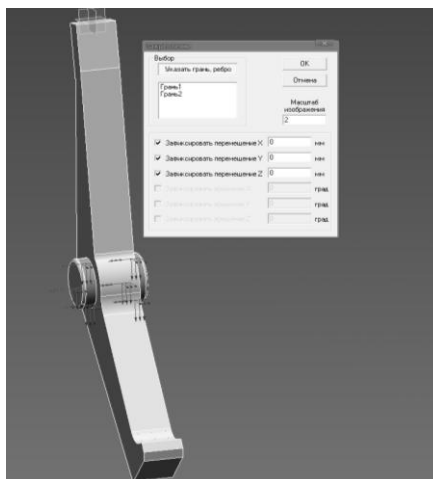 Выбор
Указать грань, ребро
Грань1
Грань2
OK
Отмена
Масштаб
изображения
2
Зафиксировать перемещение X 0 мм
Зафиксировать перемещение Y 0 мм
Зафиксировать перемещение Z 0 мм
град
град
град